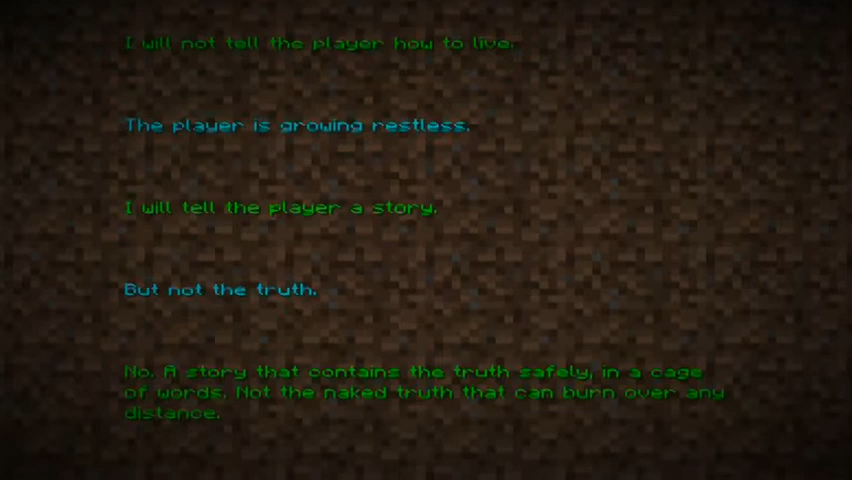 I will not tell the player how to live.
The player is growing restless.
I will tell the player a story.
But not the truth.
No. A story that contains the truth safely, in a cage
of words. Not the naked truth that can burn over any
distance.